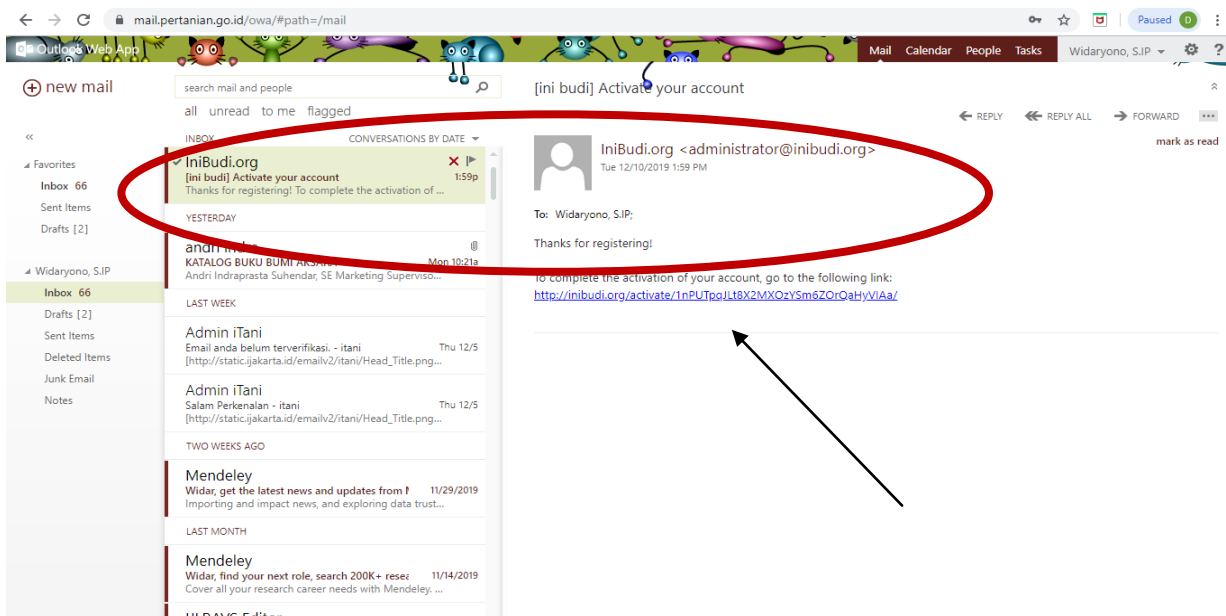 mail.pertanian.go.id/owa/#path=/mail
Paused D
Outlook Web App
Mail Calendar People Tasks Widaryono, S.IP ?
new mail
search mail and people
all unread to me flagged
INBOX CONVERSATIONS BY DATE
«
Favorites
Inbox 66
Sent Items
Drafts [2]
Widaryono, S.IP
Inbox 66
Drafts [2]
Sent Items
Deleted Items
Junk Email
Notes
IniBudi.org
[ini budi] Activate your account 1:59p
Thanks for registering! To complete the activation of ...
YESTERDAY
andri indra
KATALOG BUKU BUMI AKSARA Mon 10:21a
Andri Indraprasta Suhendar, SE Marketing Superviso...
LAST WEEK
Admin iTani
Email anda belum terverifikasi. - itani Thu 12/5
[http://static.ijakarta.id/emailv2/itani/Head_Title.png...
Admin iTani
Salam Perkenalan - itani Thu 12/5
[http://static.ijakarta.id/emailv2/itani/Head_Title.png...
TWO WEEKS AGO
Mendeley
Widar, get the latest news and updates from 11/29/2019
Importing and impact news, and exploring data trust...
LAST MONTH
Mendeley
Widar, find your next role, search 200K+ resea 11/14/2019
Cover all your research career needs with Mendeley. ...
[ini budi] Activate your account
REPLY REPLY ALL FORWARD ...
mark as read
IniBudi.org <administrator@inibudi.org>
Tue 12/10/2019 1:59 PM
To: Widaryono, S.IP;
Thanks for registering!
To complete the activation of your account, go to the following link:
http://inibudi.org/activate/1nPUTpqJLt8X2MXOzYSm6ZOrQaHyVIAa/